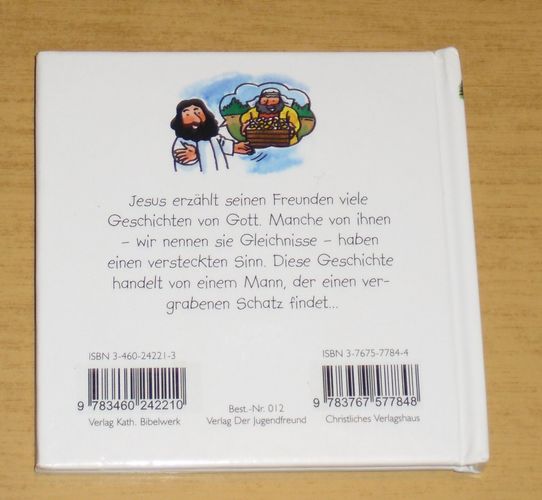 Jesus erzählt seinen Freunden viele
Geschichten von Gott. Manche von ihnen
– wir nennen sie Gleichnisse – haben
einen versteckten Sinn. Diese Geschichte
handelt von einem Mann, der einen ver-
grabenen Schatz findet...
ISBN 3-460-24221-3
9 783460 242210
Verlag Kath. Bibelwerk
Best.-Nr. 012
Verlag Der Jugendfreund
ISBN 3-7675-7784-4
9 783767 577848
Christliches Verlagshaus